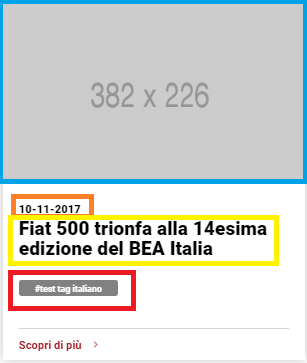 382 x 226
10-11-2017
Fiat 500 trionfa alla 14esima
edizione del BEA Italia
#test tag italiano
Scopri di più >